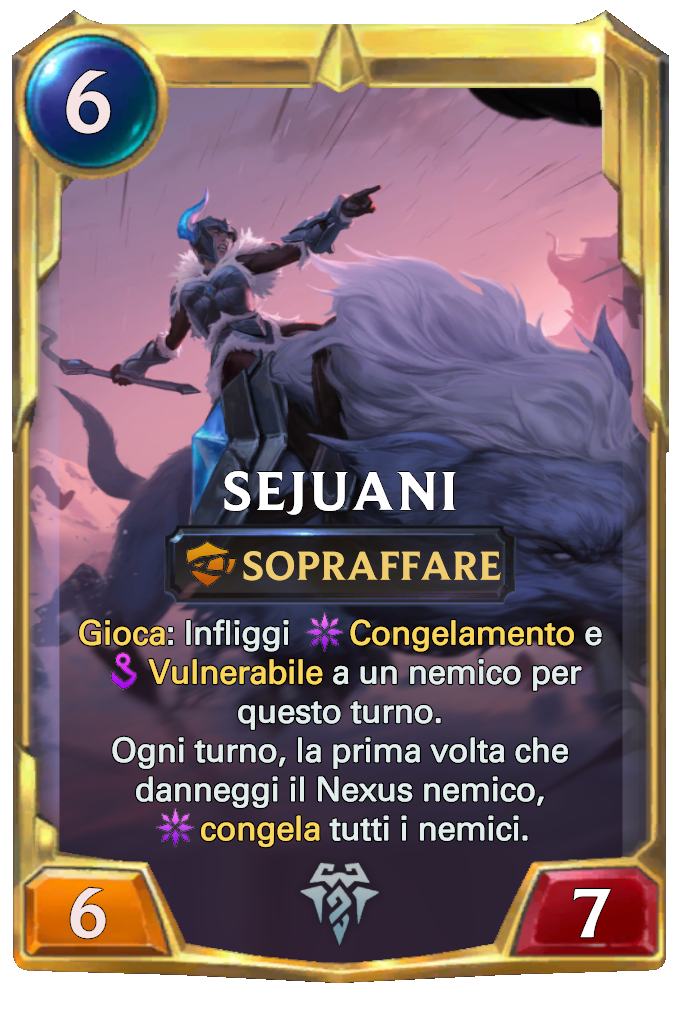 6
SEJUANI
SOPRAFFARE
Gioca: Infliggi Congelamento e
Vulnerabile a un nemico per
questo turno.
Ogni turno, la prima volta che
danneggi il Nexus nemico,
congela tutti i nemici.
6
7